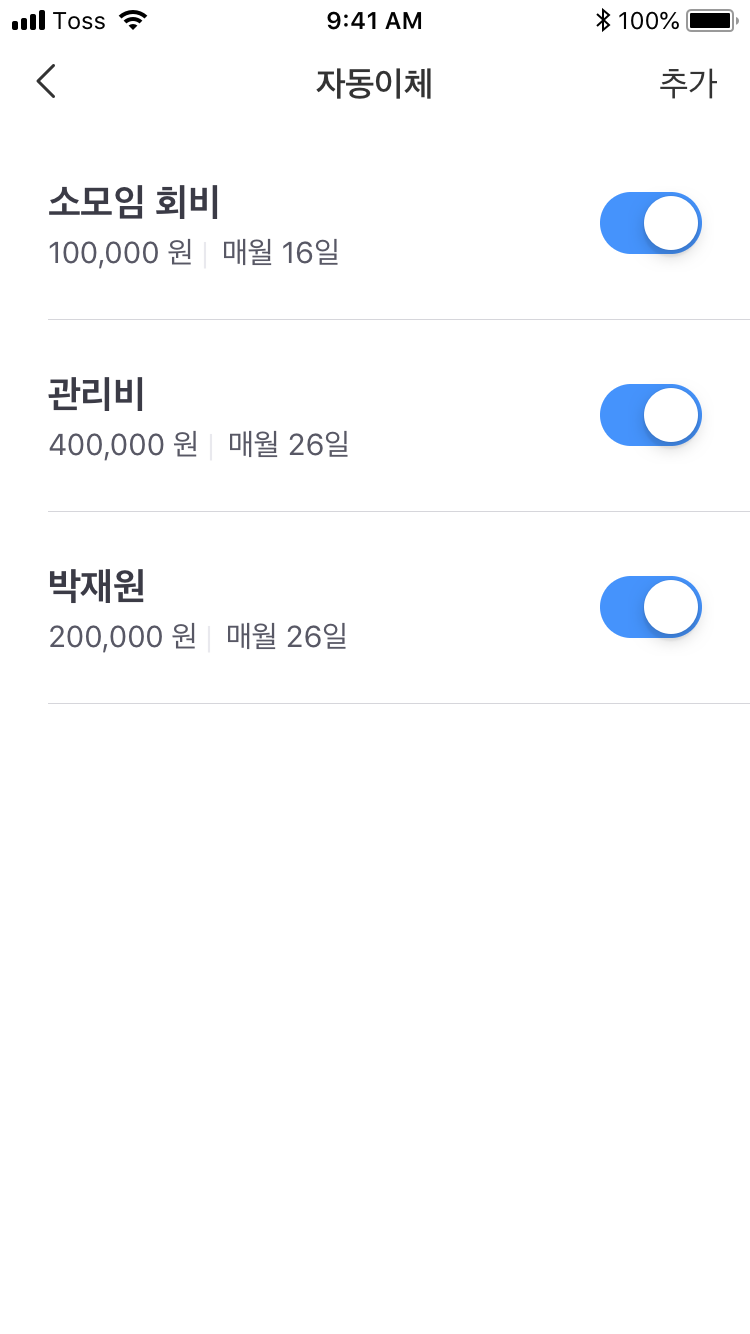 Toss 9:41 AM 100%
자동이체 추가
소모임 회비
100,000 원 매월 16일
관리비
400,000 원 매월 26일
박재원
200,000 원 매월 26일